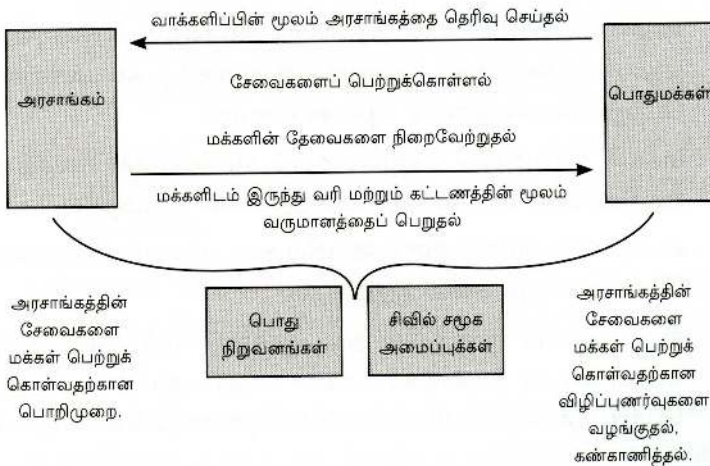 வாக்களிப்பின் மூலம் அரசாங்கத்தை தெரிவு செய்தல்
அரசாங்கம்
சேவைகளைப் பெற்றுக்கொள்ளல்
பொதுமக்கள்
மக்களின் தேவைகளை நிறைவேற்றுதல்
மக்களிடம் இருந்து வரி மற்றும் கட்டணத்தின் மூலம்
வருமானத்தைப் பெறுதல்
அரசாங்கத்தின்
சேவைகளை
மக்கள் பெற்றுக்
கொள்வதற்கான
பொறிமுறை.
பொது
நிறுவனங்கள்
சிவில் சமூக
அமைப்புக்கள்
அரசாங்கத்தின்
சேவைகளை
மக்கள் பெற்றுக்
கொள்வதற்கான
விழிப்புணர்வுகளை
வழங்குதல்,
கண்காணித்தல்.